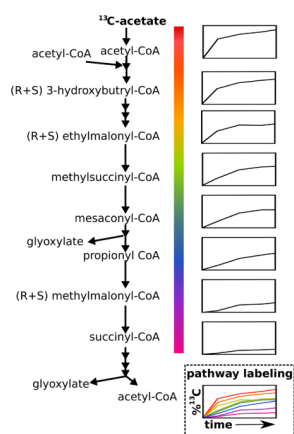 ¹³C-acetate
acetyl-CoA acetyl-CoA
(R+S) 3-hydroxybutryl-CoA
(R+S) ethylmalonyl-CoA
methylsuccinyl-CoA
mesaconyl-CoA
glyoxylate
propionyl CoA
(R+S) methylmalonyl-CoA
succinyl-CoA
glyoxylate
acetyl-CoA
pathway labeling
%¹³C
time